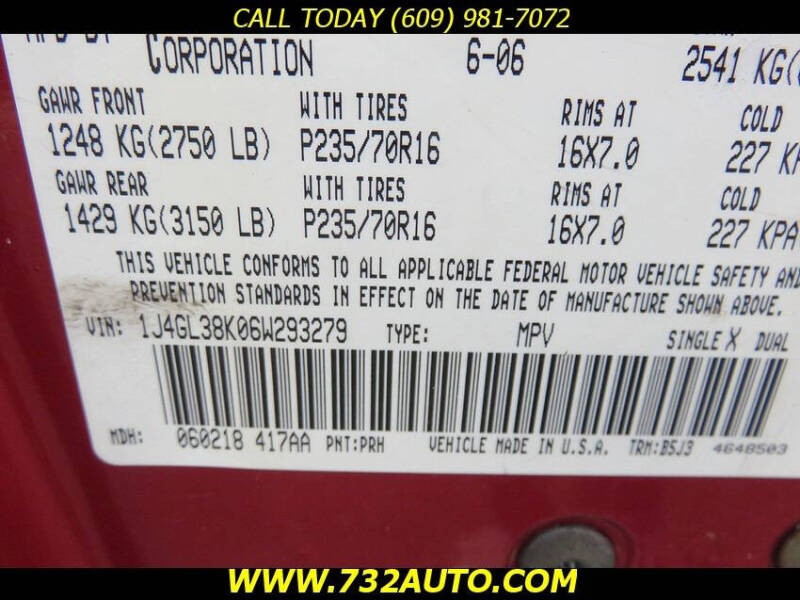 CALL TODAY (609) 981-7072
CORPORATION 6-06 2541 KG(
GAWR FRONT WITH TIRES RIMS AT COLD
1248 KG(2750 LB) P235/70R16 16X7.0 227 KPA
GAWR REAR WITH TIRES RIMS AT COLD
1429 KG(3150 LB) P235/70R16 16X7.0 227 KPA
THIS VEHICLE CONFORMS TO ALL APPLICABLE FEDERAL MOTOR VEHICLE SAFETY AND
PREVENTION STANDARDS IN EFFECT ON THE DATE OF MANUFACTURE SHOWN ABOVE.
VIN: 1J4GL38K06W293279 TYPE: MPV SINGLE X DUAL
MDH: 060218 417AA PNT:PRH VEHICLE MADE IN U.S.A. TRM:B5J3 4648503
WWW.732AUTO.COM